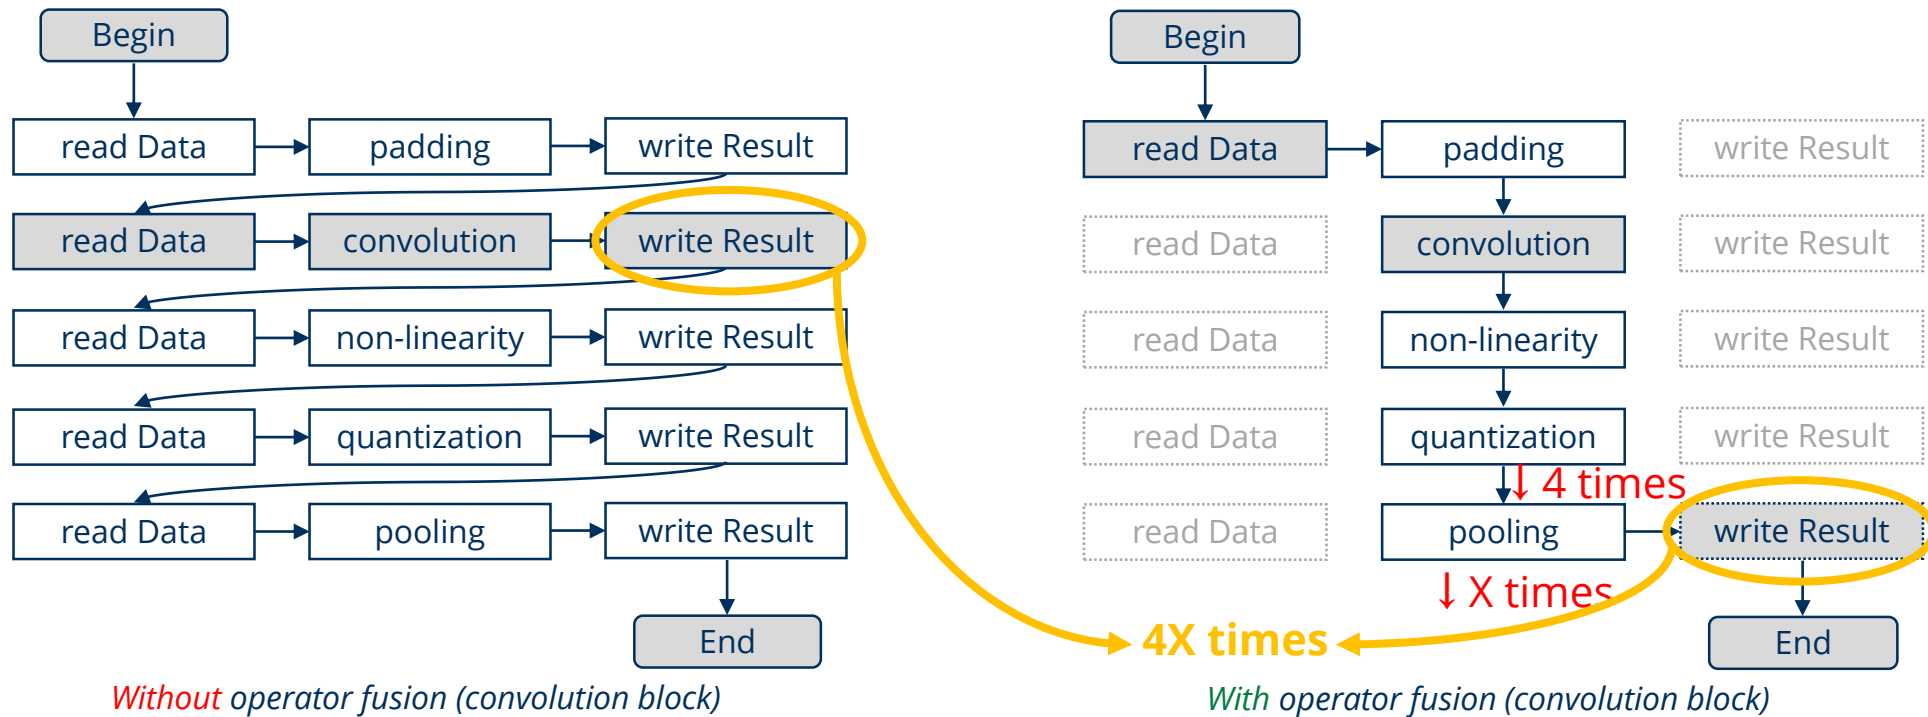 Begin
read Data
padding
write Result
read Data
convolution
write Result
read Data
non-linearity
write Result
read Data
quantization
write Result
read Data
pooling
write Result
End
Without operator fusion (convolution block)
Begin
read Data
padding
write Result
read Data
convolution
write Result
read Data
non-linearity
write Result
read Data
quantization
write Result
↓ 4 times
read Data
pooling
write Result
↓ X times
4X times
End
With operator fusion (convolution block)